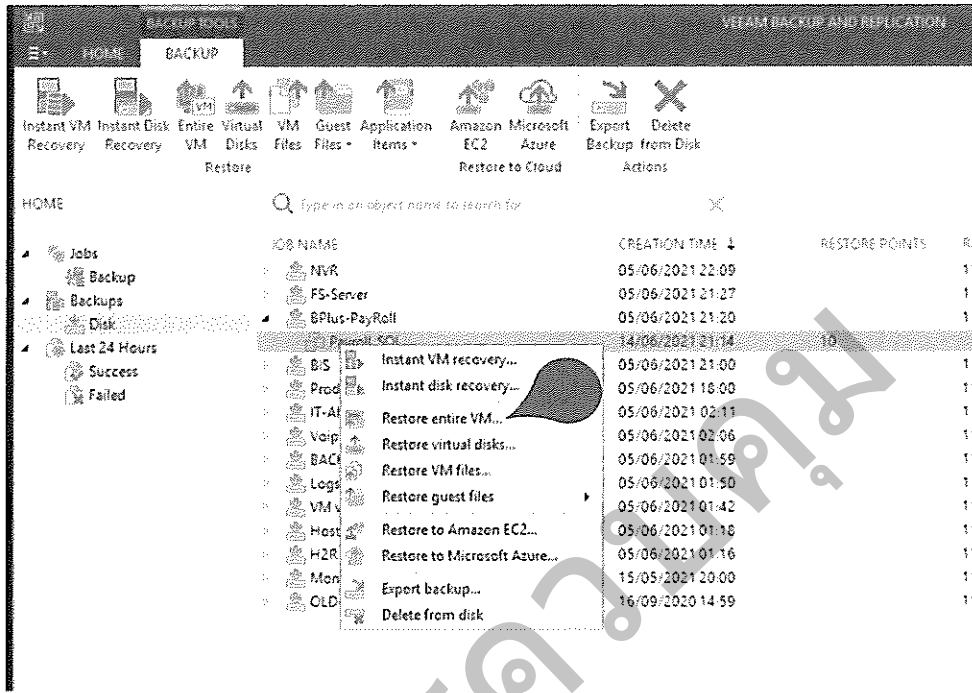 BACKUP TOOLS
VEEAM BACKUP AND REPLICATION
HOME BACKUP
Instant VM Recovery
Instant Disk Recovery
Entire VM
Virtual Disks
VM Files
Guest Files
Application Items
Amazon EC2
Microsoft Azure
Export Backup
Delete from Disk
Restore
Restore to Cloud
Actions
HOME
Type in an object name to search for
Jobs
Backup
Backups
Disk
Last 24 Hours
Success
Failed
JOB NAME CREATION TIME RESTORE POINTS
NVR 05/06/2021 22:09
FS-Server 05/06/2021 21:27
BPlus-PayRoll 05/06/2021 21:20
Payroll_SQL 14/06/2021 21:14 10
BIS 05/06/2021 21:00
Prod 05/06/2021 18:00
05/06/2021 02:11
Voip 05/06/2021 02:06
05/06/2021 01:59
Logs 05/06/2021 01:50
VM 05/06/2021 01:42
Host 05/06/2021 01:18
H2R 05/06/2021 01:16
Mon 15/05/2021 20:00
OLD 16/09/2020 14:59
Instant VM recovery...
Instant disk recovery...
Restore entire VM...
Restore virtual disks...
Restore VM files...
Restore guest files
Restore to Amazon EC2...
Restore to Microsoft Azure...
Export backup...
Delete from disk